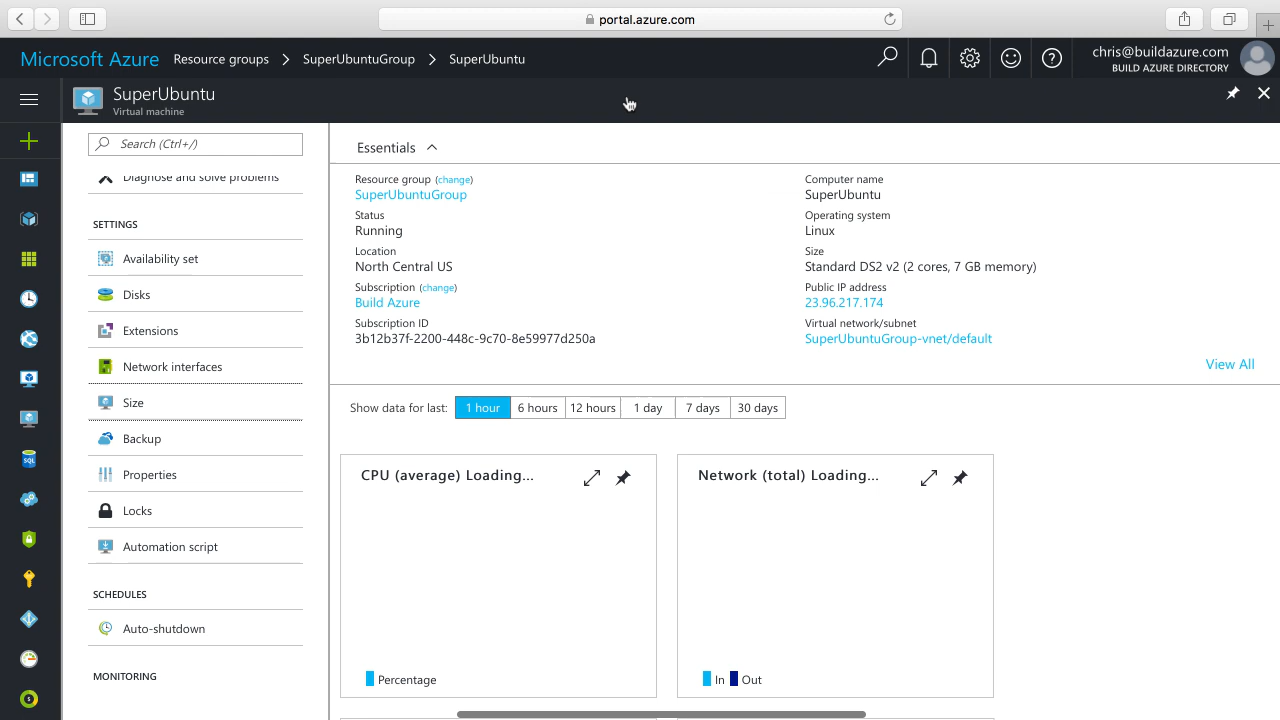 portal.azure.com
Microsoft Azure Resource groups SuperUbuntuGroup SuperUbuntu
chris@buildazure.com
BUILD AZURE DIRECTORY
SuperUbuntu
Virtual machine
Search (Ctrl+/)
Diagnose and solve problems
SETTINGS
Availability set
Disks
Extensions
Network interfaces
Size
Backup
Properties
Locks
Automation script
SCHEDULES
Auto-shutdown
MONITORING
SQL
Essentials
Resource group (change)
SuperUbuntuGroup
Status
Running
Location
North Central US
Subscription (change)
Build Azure
Subscription ID
3b12b37f-2200-448c-9c70-8e59977d250a
Computer name
SuperUbuntu
Operating system
Linux
Size
Standard DS2 v2 (2 cores, 7 GB memory)
Public IP address
23.96.217.174
Virtual network/subnet
SuperUbuntuGroup-vnet/default
View All
Show data for last: 1 hour 6 hours 12 hours 1 day 7 days 30 days
CPU (average) Loading...
Percentage
Network (total) Loading...
In Out